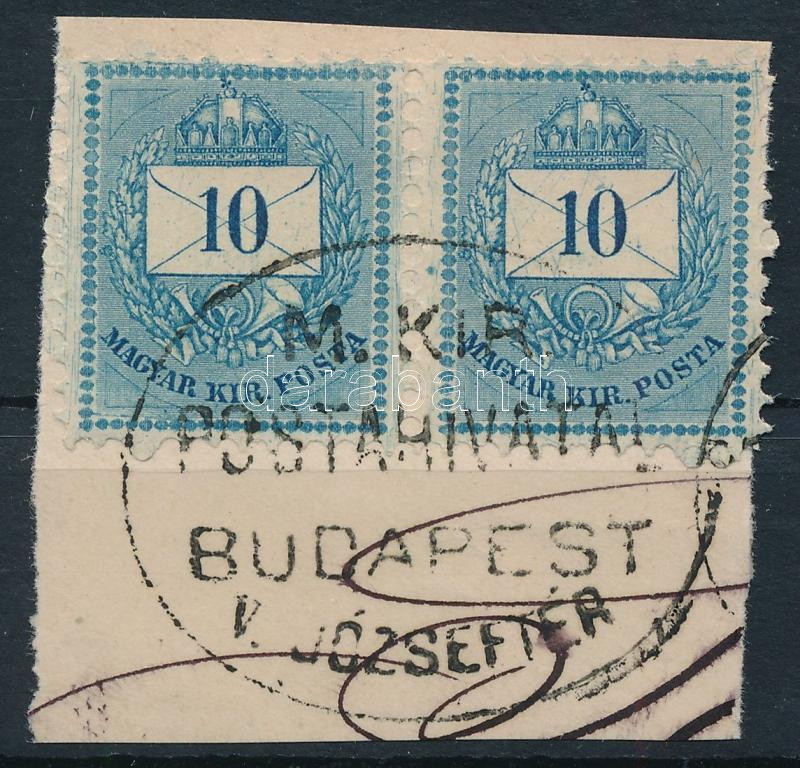 10 10
MAGYAR KIR. POSTA MAGYAR KIR. POSTA
M. KIR.
darabanth
POSTAHIVATAL
BUDAPEST
V. JÓZSEFTÉR